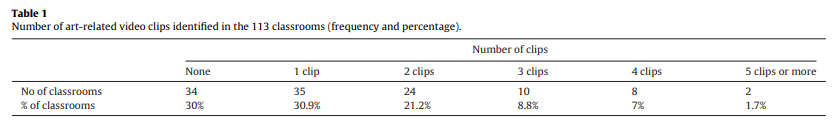 Table 1
Number of art-related video clips identified in the 113 classrooms (frequency and percentage).
Number of clips
None 1 clip 2 clips 3 clips 4 clips 5 clips or more
No of classrooms 34 35 24 10 8 2
% of classrooms 30% 30.9% 21.2% 8.8% 7% 1.7%